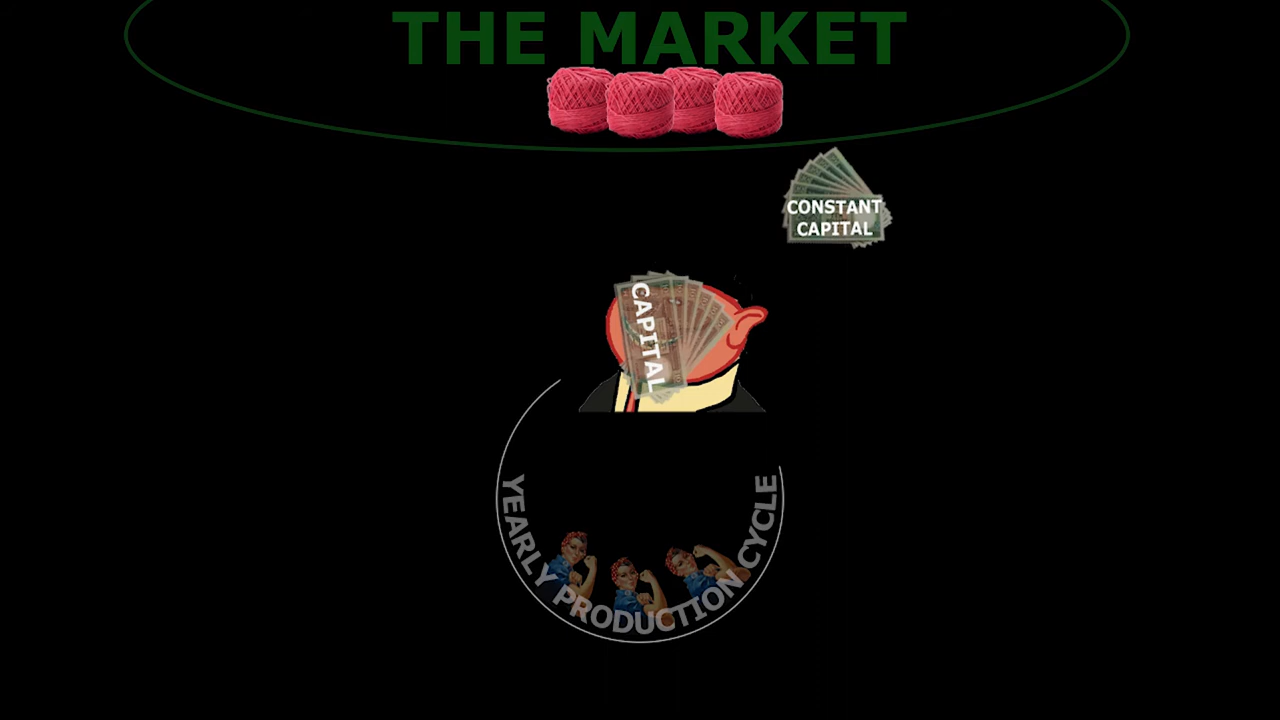 THE MARKET
CONSTANT
CAPITAL
CAPITAL
YEARLY PRODUCTION CYCLE